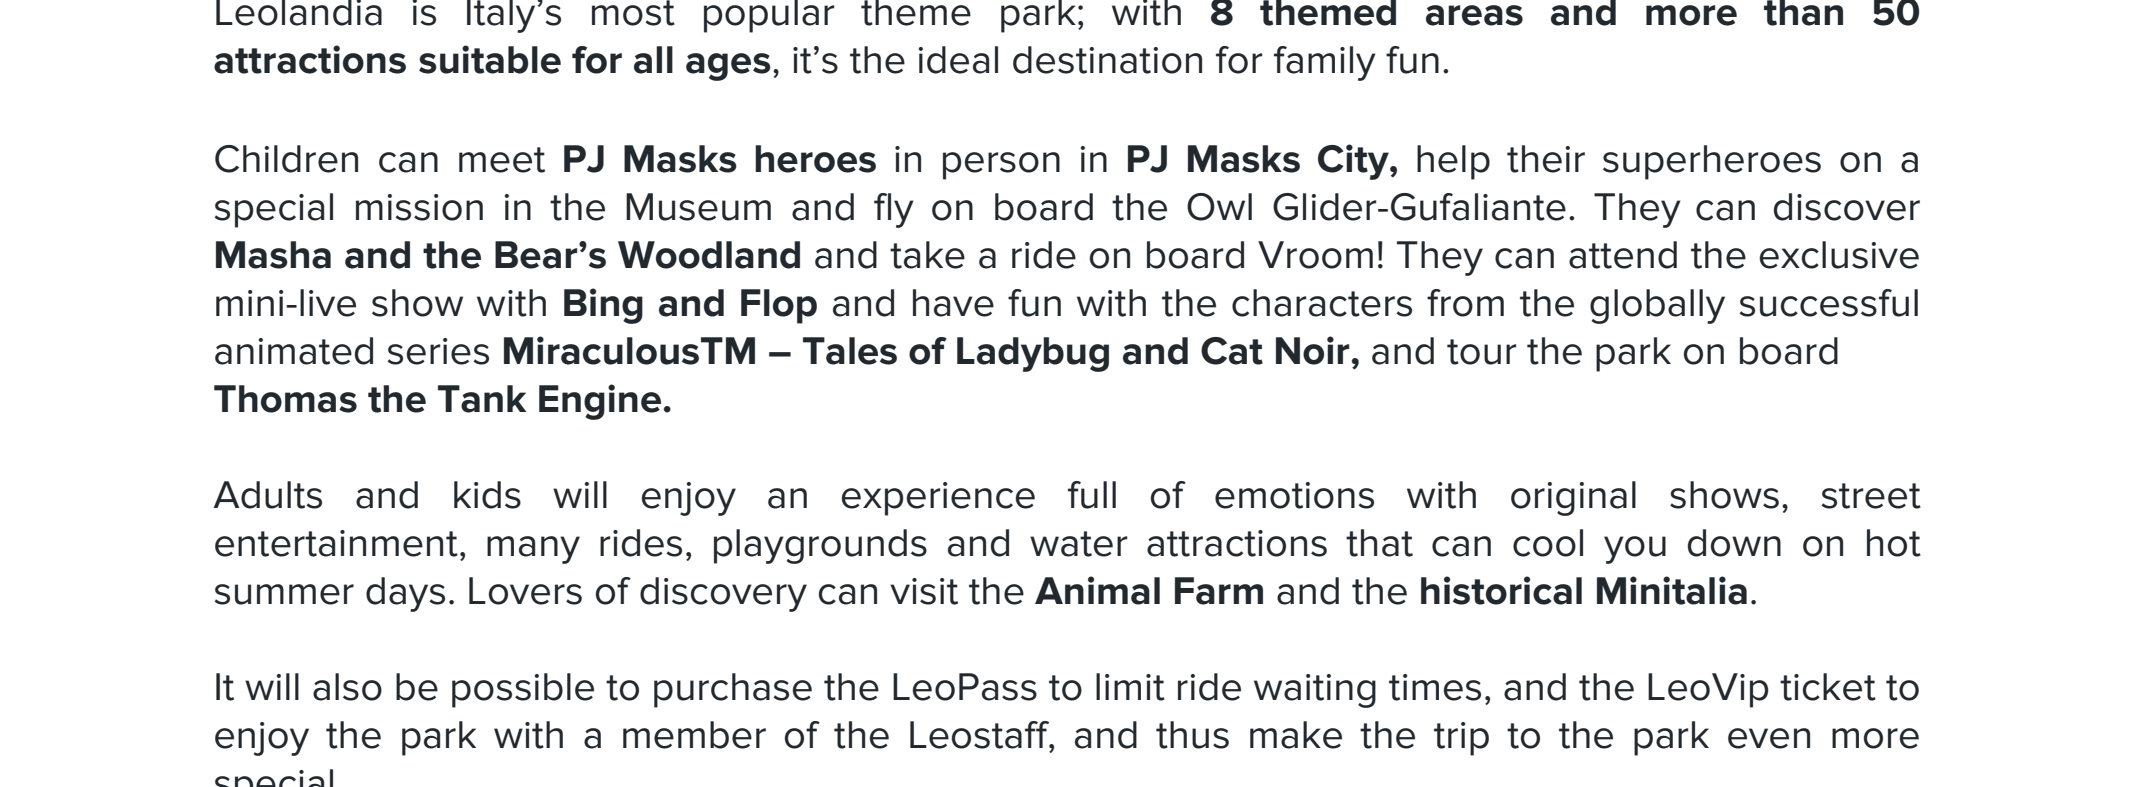 Leolandia is Italy’s most popular theme park; with 8 themed areas and more than 50
attractions suitable for all ages, it’s the ideal destination for family fun.
Children can meet PJ Masks heroes in person in PJ Masks City, help their superheroes on a
special mission in the Museum and fly on board the Owl Glider-Gufaliante. They can discover
Masha and the Bear’s Woodland and take a ride on board Vroom! They can attend the exclusive
mini-live show with Bing and Flop and have fun with the characters from the globally successful
animated series MiraculousTM – Tales of Ladybug and Cat Noir, and tour the park on board
Thomas the Tank Engine.
Adults and kids will enjoy an experience full of emotions with original shows, street
entertainment, many rides, playgrounds and water attractions that can cool you down on hot
summer days. Lovers of discovery can visit the Animal Farm and the historical Minitalia.
It will also be possible to purchase the LeoPass to limit ride waiting times, and the LeoVip ticket to
enjoy the park with a member of the Leostaff, and thus make the trip to the park even more
special.